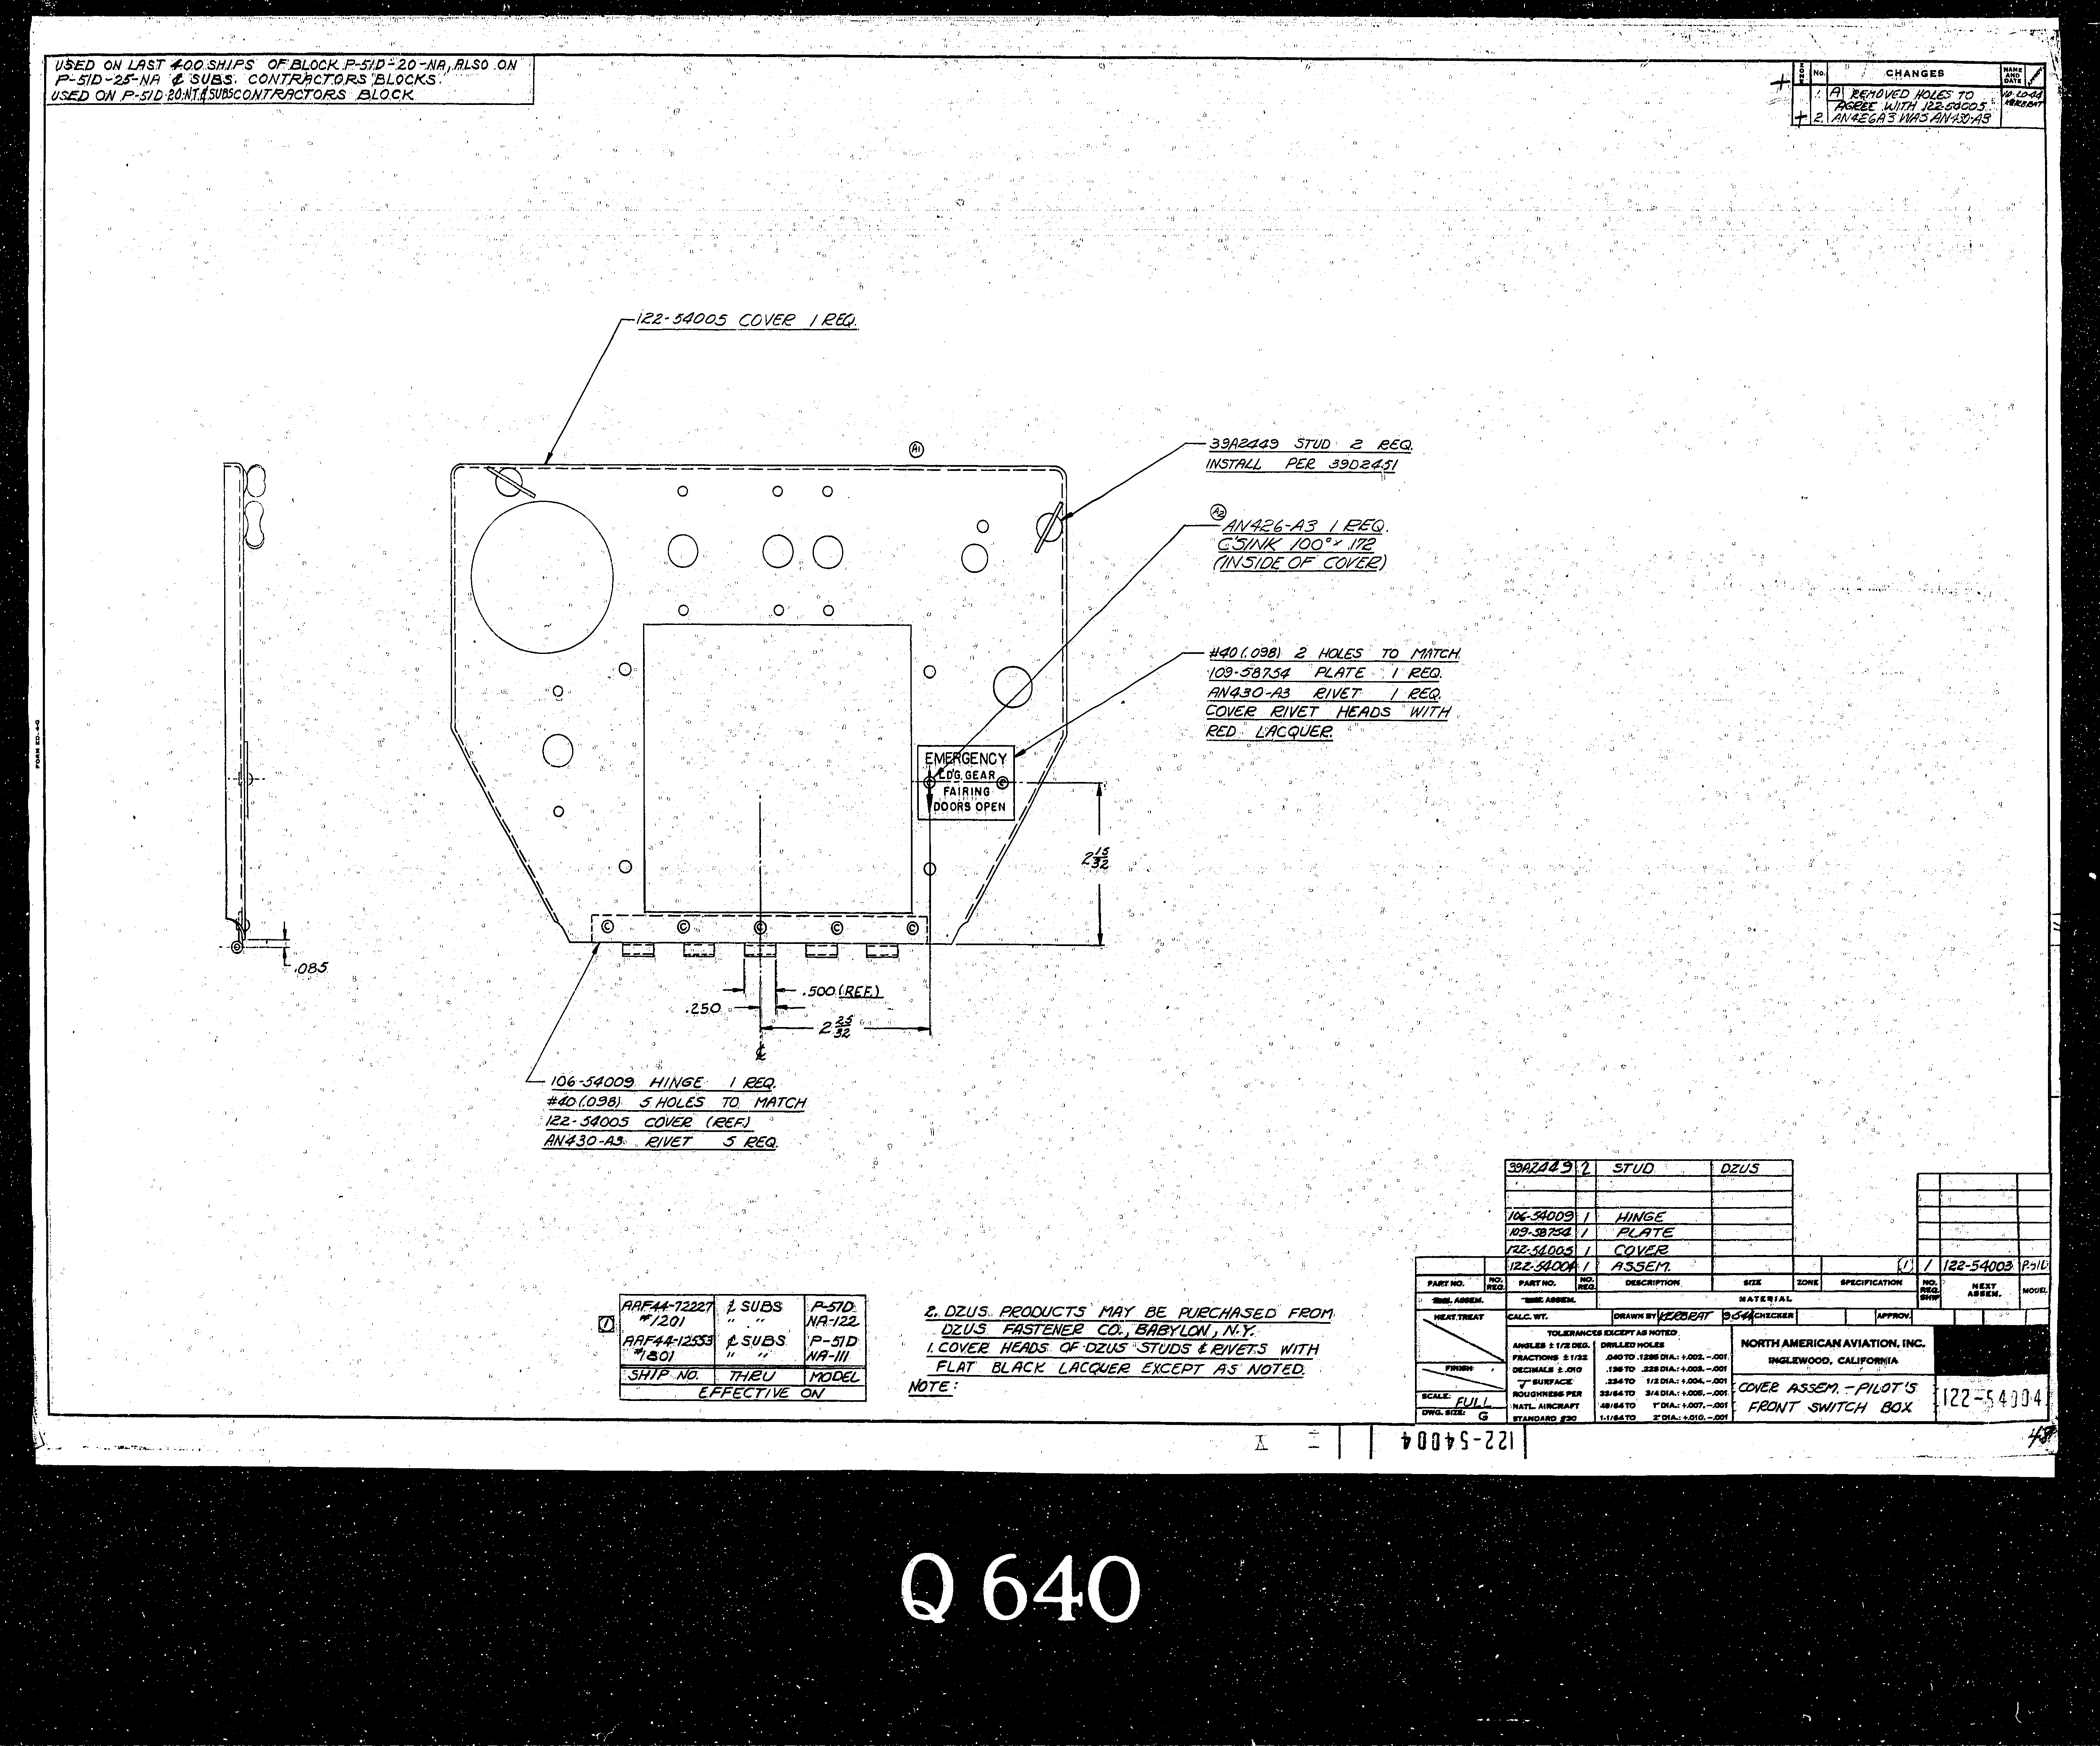 USED ON LAST 400 SHIPS OF BLOCK P-51D-20-NA, ALSO ON
P-51D-25-NA & SUBS. CONTRACTORS BLOCKS.
USED ON P-51D-20-NT & SUBSCONTRACTORS BLOCK
ZONE No. CHANGES NAME AND DATE
1. A REMOVED HOLES TO
AGREE WITH 122-54005
10-20-44
KERBRAT
2. AN426A3 WAS AN430-A3
122-54005 COVER 1 REQ.
A1
39A2449 STUD 2 REQ.
INSTALL PER 39D2451
A2
AN426-A3 1 REQ.
C'SINK 100° x .172
(INSIDE OF COVER)
#40 (.098) 2 HOLES TO MATCH
109-58754 PLATE 1 REQ.
AN430-A3 RIVET 1 REQ.
COVER RIVET HEADS WITH
RED LACQUER.
EMERGENCY
LDG. GEAR
FAIRING
DOORS OPEN
C C
C C C C C
2 15/32
.085
.500 (REF.)
.250
2 25/32
106-54009 HINGE 1 REQ.
#40 (.098) 5 HOLES TO MATCH
122-54005 COVER (REF.)
AN430-A3 RIVET 5 REQ.
FORM ED-4-G
39A2449 2 STUD DZUS
106-54009 1 HINGE
109-58754 1 PLATE
122-54005 1 COVER
122-54004 1 ASSEM. 1 1 122-54003 P-51D
PART NO. NO. REQ. PART NO. NO. REQ. DESCRIPTION SIZE ZONE SPECIFICATION NO. REQ. SHIP NEXT ASSEM. MODEL
ASSEM. ASSEM. MATERIAL
HEAT TREAT CALC. WT. DRAWN BY KERBRAT CHECKER APPROV.
TOLERANCES EXCEPT AS NOTED
ANGLES ± 1/2 DEG. DRILLED HOLES
FRACTIONS ± 1/32 .040 TO .1285 DIA.: +.002, -.001
DECIMALS ± .010 .136 TO .228 DIA.: +.003, -.001
SURFACE .234 TO 1/2 DIA.: +.004, -.001
ROUGHNESS PER 33/64 TO 3/4 DIA.: +.005, -.001
NATL. AIRCRAFT 49/64 TO 1" DIA.: +.007, -.001
STANDARD 1-1/64 TO 2" DIA.: +.010, -.001
FINISH
SCALE: FULL
DWG. SIZE: G
NORTH AMERICAN AVIATION, INC.
INGLEWOOD, CALIFORNIA
COVER ASSEM. - PILOT'S
FRONT SWITCH BOX
122-54004
1
AAF44-72227 & SUBS P-51D
#1201 " " NA-122
AAF44-12553 & SUBS P-51D
#1801 " " NA-111
SHIP NO. THRU MODEL
EFFECTIVE ON
2. DZUS PRODUCTS MAY BE PURCHASED FROM
DZUS FASTENER CO., BABYLON, N.Y.
1. COVER HEADS OF DZUS STUDS & RIVETS WITH
FLAT BLACK LACQUER EXCEPT AS NOTED.
NOTE:
122-54004
Q 640